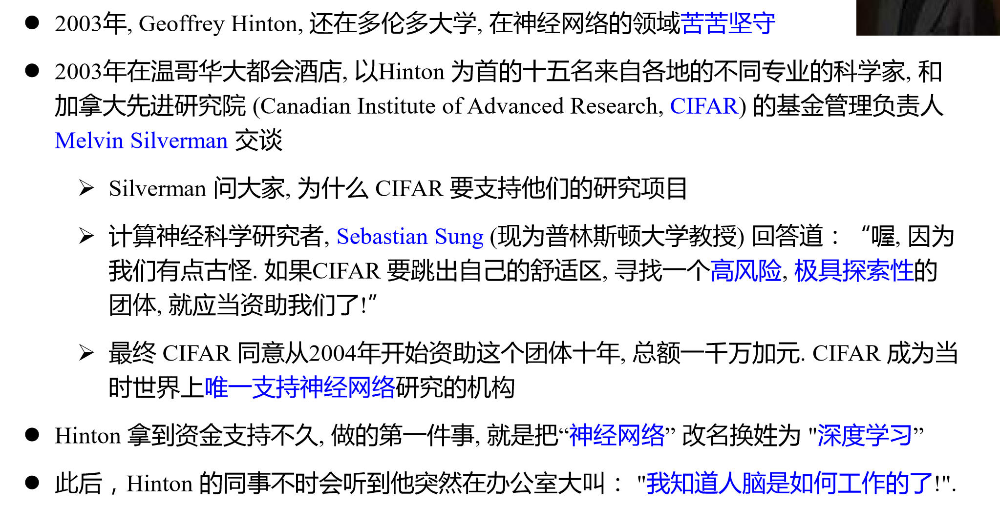 ● 2003年, Geoffrey Hinton, 还在多伦多大学, 在神经网络的领域苦苦坚守
● 2003年在温哥华大都会酒店, 以Hinton 为首的十五名来自各地的不同专业的科学家, 和
加拿大先进研究院 (Canadian Institute of Advanced Research, CIFAR) 的基金管理负责人
Melvin Silverman 交谈
➢ Silverman 问大家, 为什么 CIFAR 要支持他们的研究项目
➢ 计算神经科学研究者, Sebastian Sung (现为普林斯顿大学教授) 回答道：“喔, 因为
我们有点古怪. 如果CIFAR 要跳出自己的舒适区, 寻找一个高风险, 极具探索性的
团体, 就应当资助我们了!”
➢ 最终 CIFAR 同意从2004年开始资助这个团体十年, 总额一千万加元. CIFAR 成为当
时世界上唯一支持神经网络研究的机构
● Hinton 拿到资金支持不久, 做的第一件事, 就是把“神经网络” 改名换姓为 "深度学习”
● 此后，Hinton 的同事不时会听到他突然在办公室大叫： "我知道人脑是如何工作的了!".